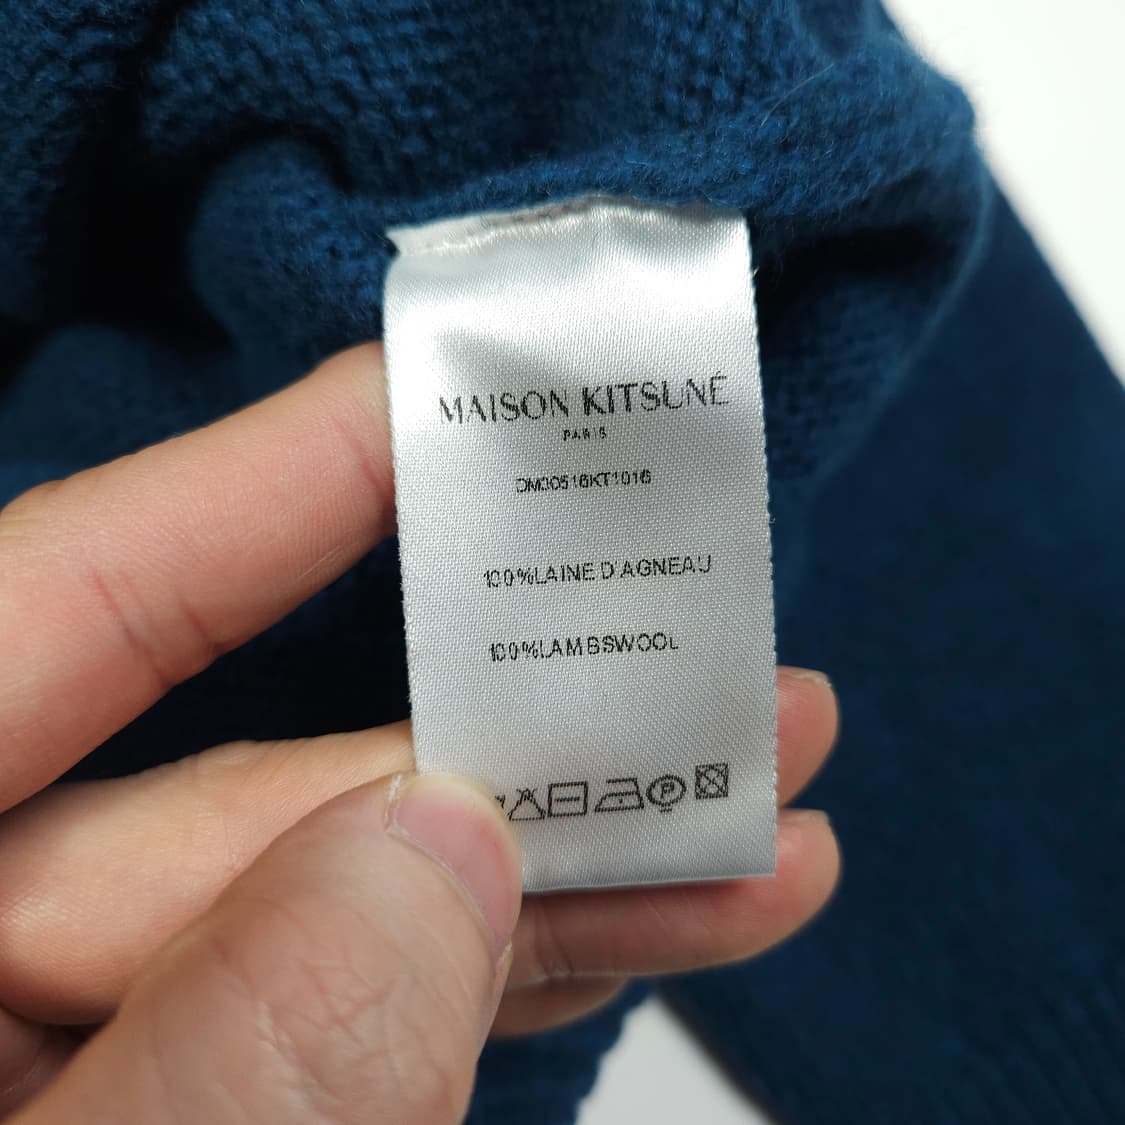 MAISON KITSUNÉ
PARIS
DM00516KT1016
100%LAINE D'AGNEAU
100%LAMBSWOOL
P